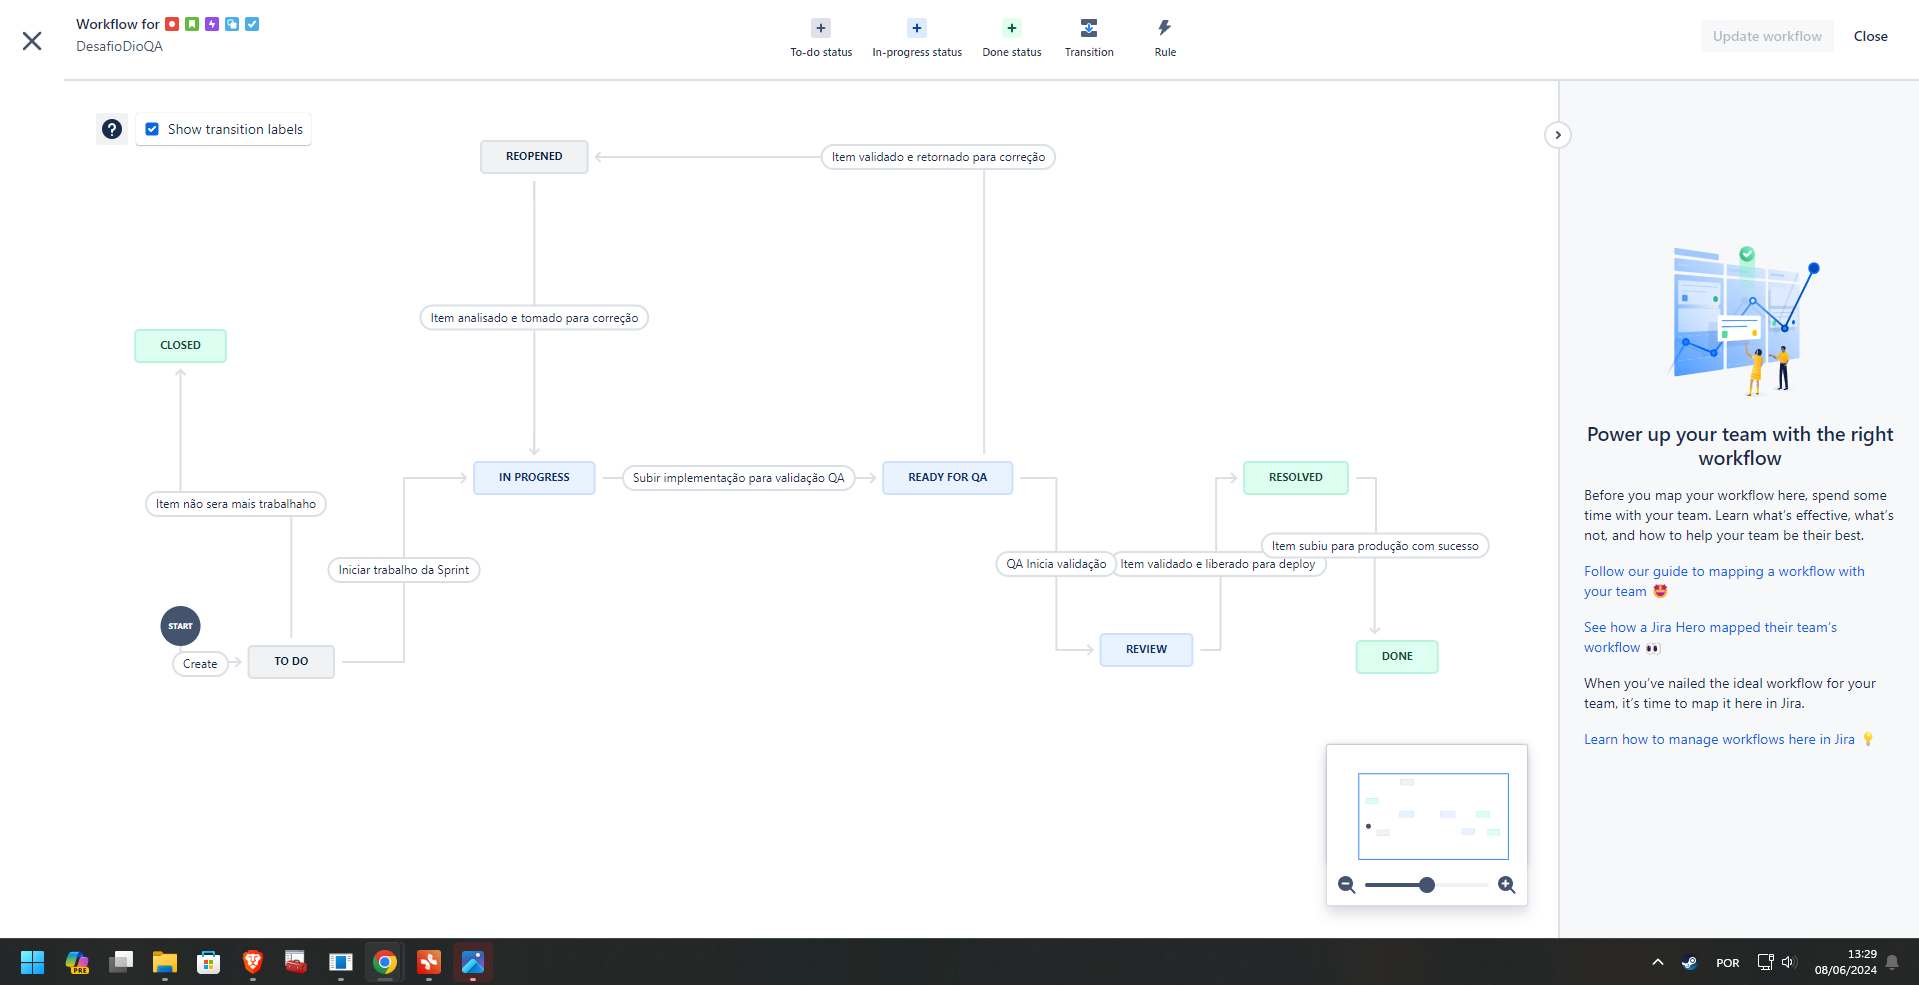 Workflow for
DesafioDioQA
To-do status
In-progress status
Done status
Transition
Rule
Update workflow
Close
Show transition labels
REOPENED
Item validado e retornado para correção
Item analisado e tomado para correção
CLOSED
IN PROGRESS
Subir implementação para validação QA
READY FOR QA
RESOLVED
Item não sera mais trabalhaho
Item subiu para produção com sucesso
Iniciar trabalho da Sprint
QA Inicia validação
Item validado e liberado para deploy
START
Create
TO DO
REVIEW
DONE
Power up your team with the right
workflow
Before you map your workflow here, spend some
time with your team. Learn what's effective, what's
not, and how to help your team be their best.
Follow our guide to mapping a workflow with
your team 🤩
See how a Jira Hero mapped their team's
workflow 👀
When you've nailed the ideal workflow for your
team, it's time to map it here in Jira.
Learn how to manage workflows here in Jira 💡
PRE
POR
13:29
08/06/2024